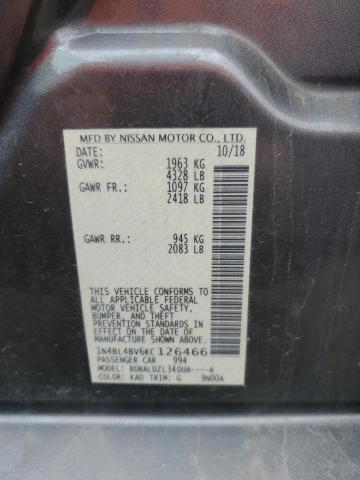 MFD BY NISSAN MOTOR CO., LTD.
DATE: 10/18
GVWR: 1963 KG
4328 LB
GAWR FR: 1097 KG
2418 LB
GAWR RR: 945 KG
2083 LB
THIS VEHICLE CONFORMS TO
ALL APPLICABLE FEDERAL
MOTOR VEHICLE SAFETY,
BUMPER, AND THEFT
PREVENTION STANDARDS IN
EFFECT ON THE DATE OF
MANUFACTURE SHOWN ABOVE.
1N4BL4BV6KC126466
PASSENGER CAR 994
MODEL: BDBALDZL34DUA----A
COLOR: KAD TRIM: G 9N00A